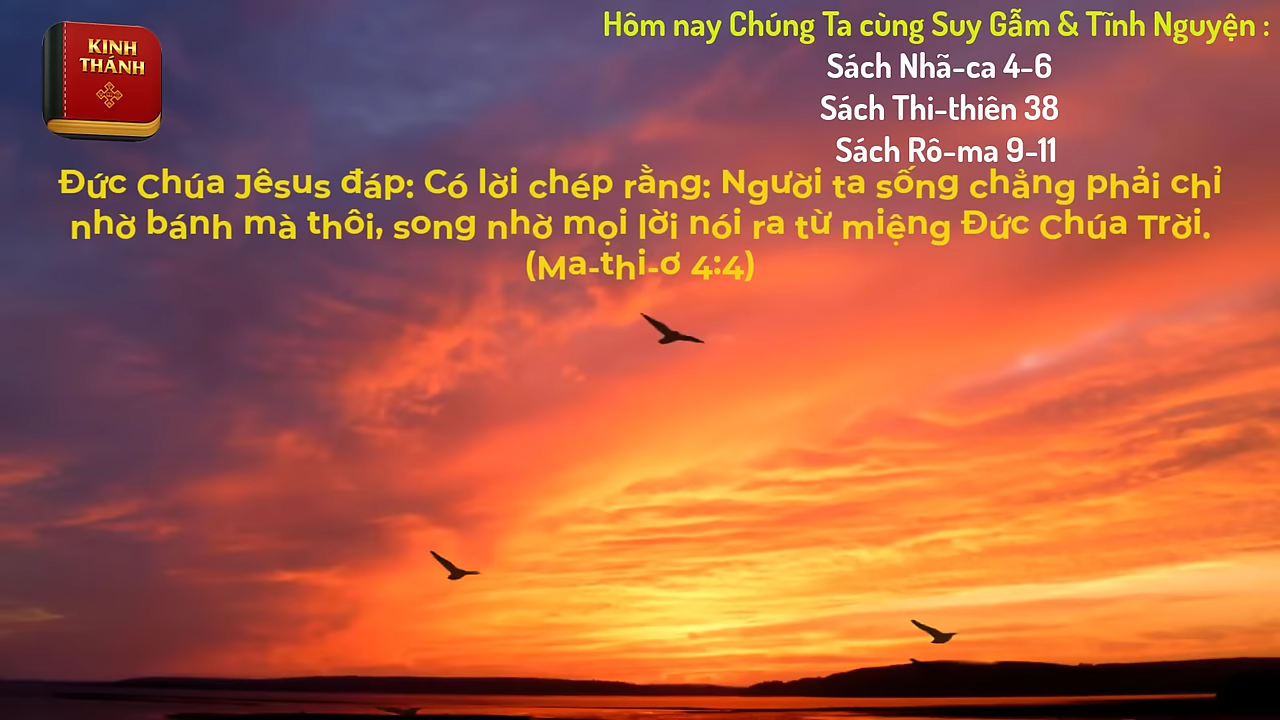 KINH
THÁNH
Hôm nay Chúng Ta cùng Suy Gẫm & Tĩnh Nguyện :
Sách Nhã-ca 4-6
Sách Thi-thiên 38
Sách Rô-ma 9-11
Đức Chúa Jêsus đáp: Có lời chép rằng: Người ta sống chẳng phải chỉ
nhờ bánh mà thôi, song nhờ mọi lời nói ra từ miệng Đức Chúa Trời.
(Ma-thi-ơ 4:4)